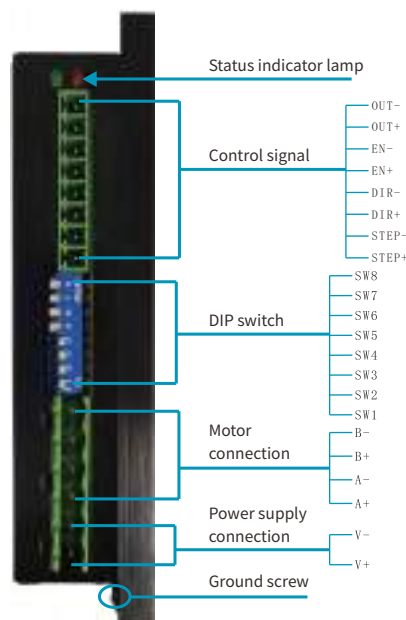 Status indicator lamp
Control signal
OUT-
OUT+
EN-
EN+
DIR-
DIR+
STEP-
STEP+
DIP switch
SW8
SW7
SW6
SW5
SW4
SW3
SW2
SW1
Motor
connection
B-
B+
A-
A+
Power supply
connection
V-
V+
Ground screw